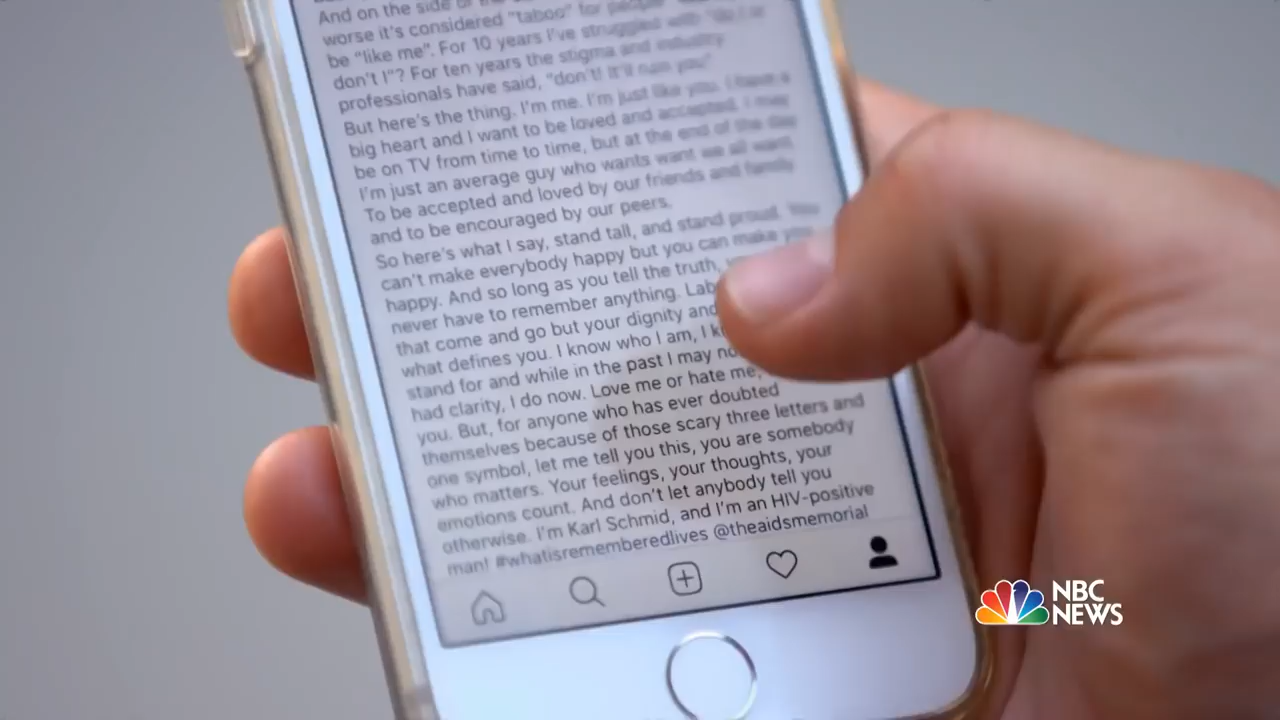 And on the side of the
worse it's considered "taboo" for people
be "like me". For 10 years I've struggled with "do I or
don't I"? For ten years the stigma and industry
professionals have said, "don't! It'll ruin you"
But here's the thing. I'm me. I'm just like you. I have a
big heart and I want to be loved and accepted. I may
be on TV from time to time, but at the end of the day
I'm just an average guy who wants want we all want
To be accepted and loved by our friends and family
and to be encouraged by our peers.
So here's what I say, stand tall, and stand proud. You
can't make everybody happy but you can make you
happy. And so long as you tell the truth,
never have to remember anything.
that come and go but your dignity and
what defines you. I know who I am, I
stand for and while in the past I may
had clarity, I do now. Love me or hate me,
you. But, for anyone who has ever doubted
themselves because of those scary three letters and
one symbol, let me tell you this, you are somebody
who matters. Your feelings, your thoughts, your
emotions count. And don't let anybody tell you
otherwise. I'm Karl Schmid, and I'm an HIV-positive
man! #whatisrememberedlives @theaidsmemorial
NBC
NEWS